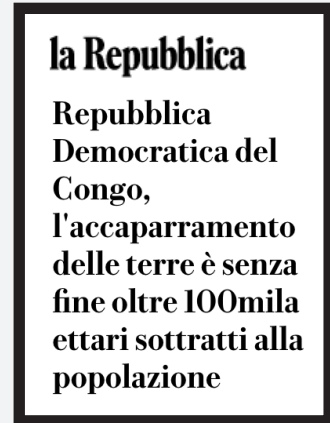 la Repubblica
Repubblica
Democratica del
Congo,
l'accaparramento
delle terre è senza
fine oltre 100mila
ettari sottratti alla
popolazione